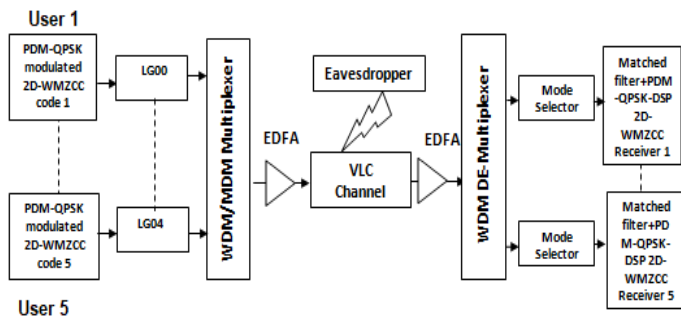 User 1
PDM-QPSK
modulated
2D-WMZCC
code 1
LG00
WDM/MDM Multiplexer
Eavesdropper
EDFA
VLC
Channel
EDFA
WDM DE-Multiplexer
Mode
Selector
Matched
filter+PDM
-QPSK-DSP
2D-
WMZCC
Receiver 1
PDM-QPSK
modulated
2D-WMZCC
code 5
LG04
Mode
Selector
Matched
filter+PD
M-QPSK-
DSP 2D-
WMZCC
Receiver 5
User 5